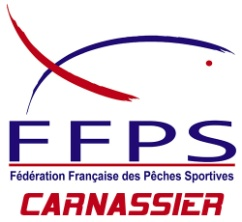 FFPS
Fédération Française des Pêches Sportives
CARNASSIER